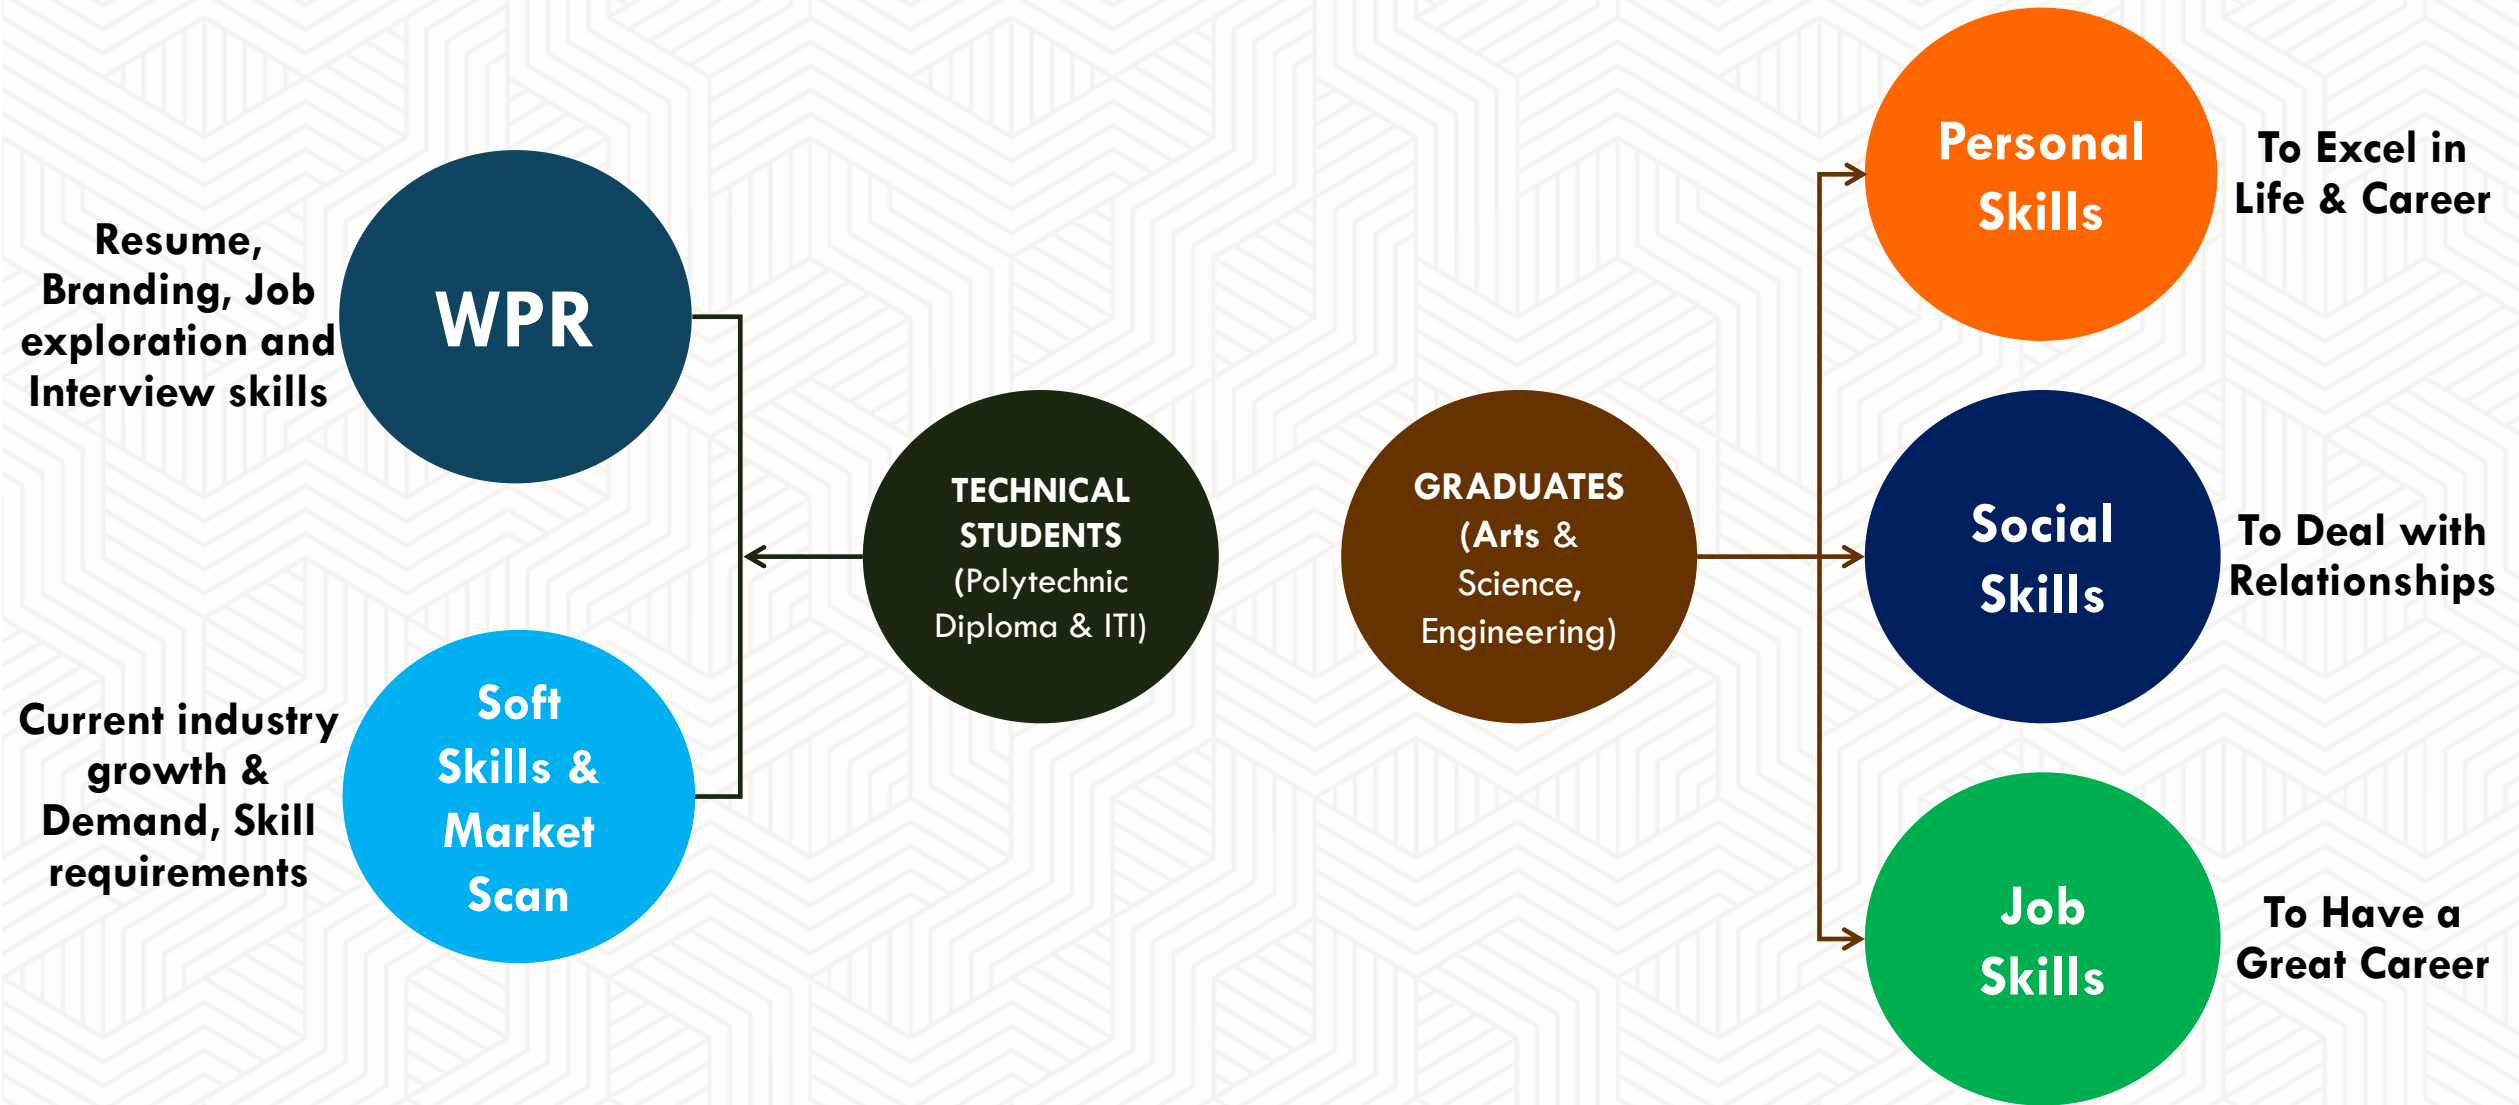 Resume,
Branding, Job
exploration and
Interview skills
WPR
Current industry
growth &
Demand, Skill
requirements
Soft
Skills &
Market
Scan
TECHNICAL
STUDENTS
(Polytechnic
Diploma & ITI)
GRADUATES
(Arts &
Science,
Engineering)
Personal
Skills
To Excel in
Life & Career
Social
Skills
To Deal with
Relationships
Job
Skills
To Have a
Great Career